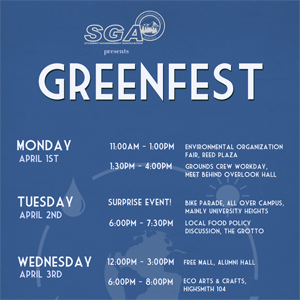 SGA
STUDENT GOVERNMENT ASSOCIATION
presents
GREENFEST
MONDAY
APRIL 1ST
11:00AM - 1:00PM
ENVIRONMENTAL ORGANIZATION
FAIR, REED PLAZA
1:30PM - 4:00PM
GROUNDS CREW WORKDAY,
MEET BEHIND OVERLOOK HALL
TUESDAY
APRIL 2ND
SURPRISE EVENT!
BIKE PARADE, ALL OVER CAMPUS,
MAINLY UNIVERSITY HEIGHTS
6:00PM - 7:30PM
LOCAL FOOD POLICY
DISCUSSION, THE GROTTO
WEDNESDAY
APRIL 3RD
12:00PM - 3:00PM
FREE MALL, ALUMNI HALL
6:00PM - 8:00PM
ECO ARTS & CRAFTS,
HIGHSMITH 104